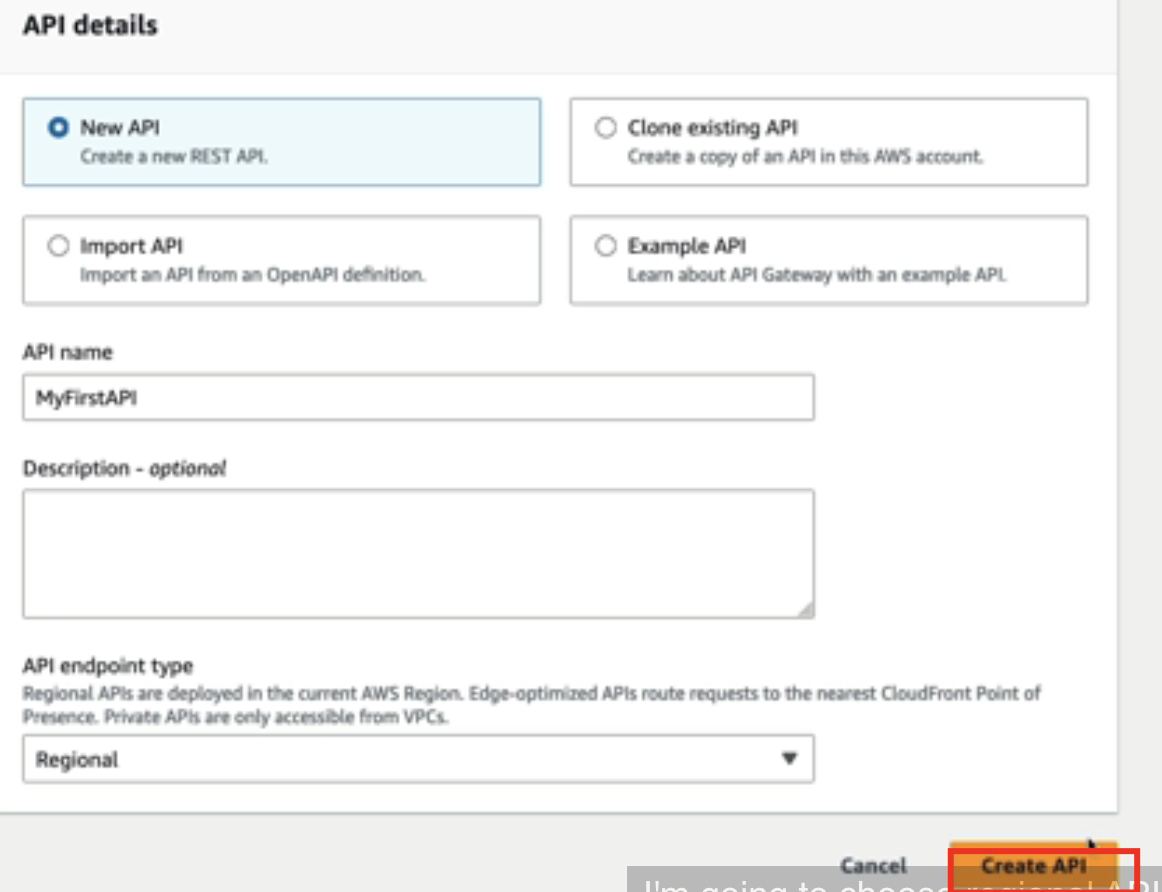 API details
New API
Create a new REST API.
Clone existing API
Create a copy of an API in this AWS account.
Import API
Import an API from an OpenAPI definition.
Example API
Learn about API Gateway with an example API.
API name
MyFirstAPI
Description - optional
API endpoint type
Regional APIs are deployed in the current AWS Region. Edge-optimized APIs route requests to the nearest CloudFront Point of
Presence. Private APIs are only accessible from VPCs.
Regional
Cancel
Create API
I'm going to choose regional API